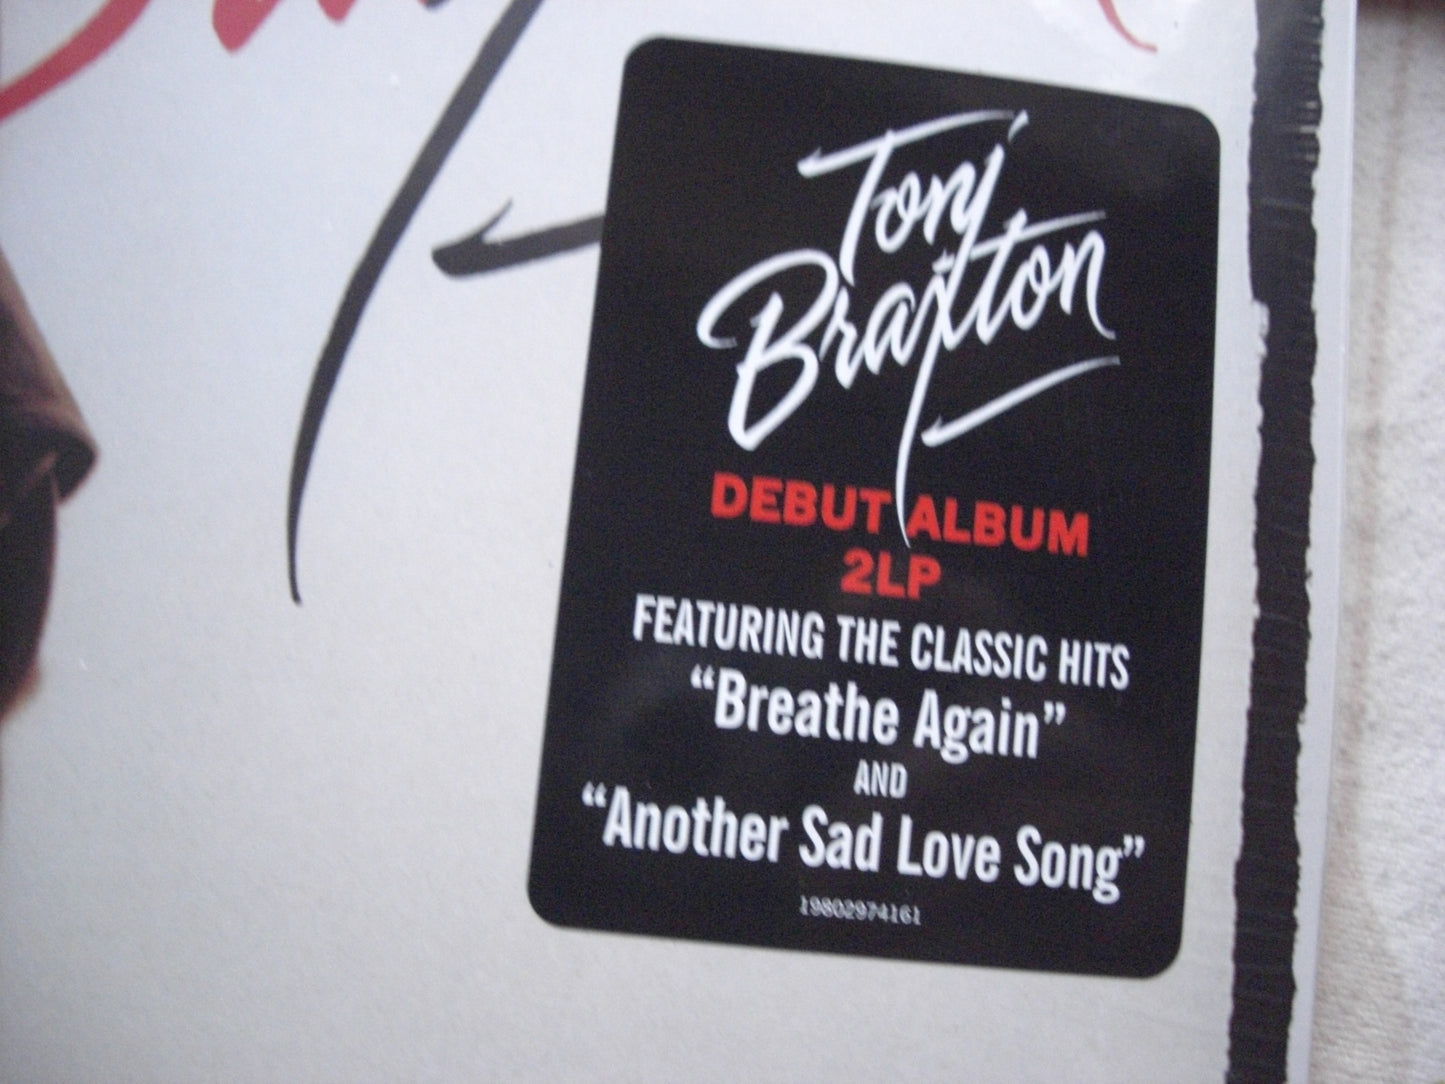 Toni
Braxton
DEBUT ALBUM
2LP
FEATURING THE CLASSIC HITS
“Breathe Again”
AND
“Another Sad Love Song”
19802974161